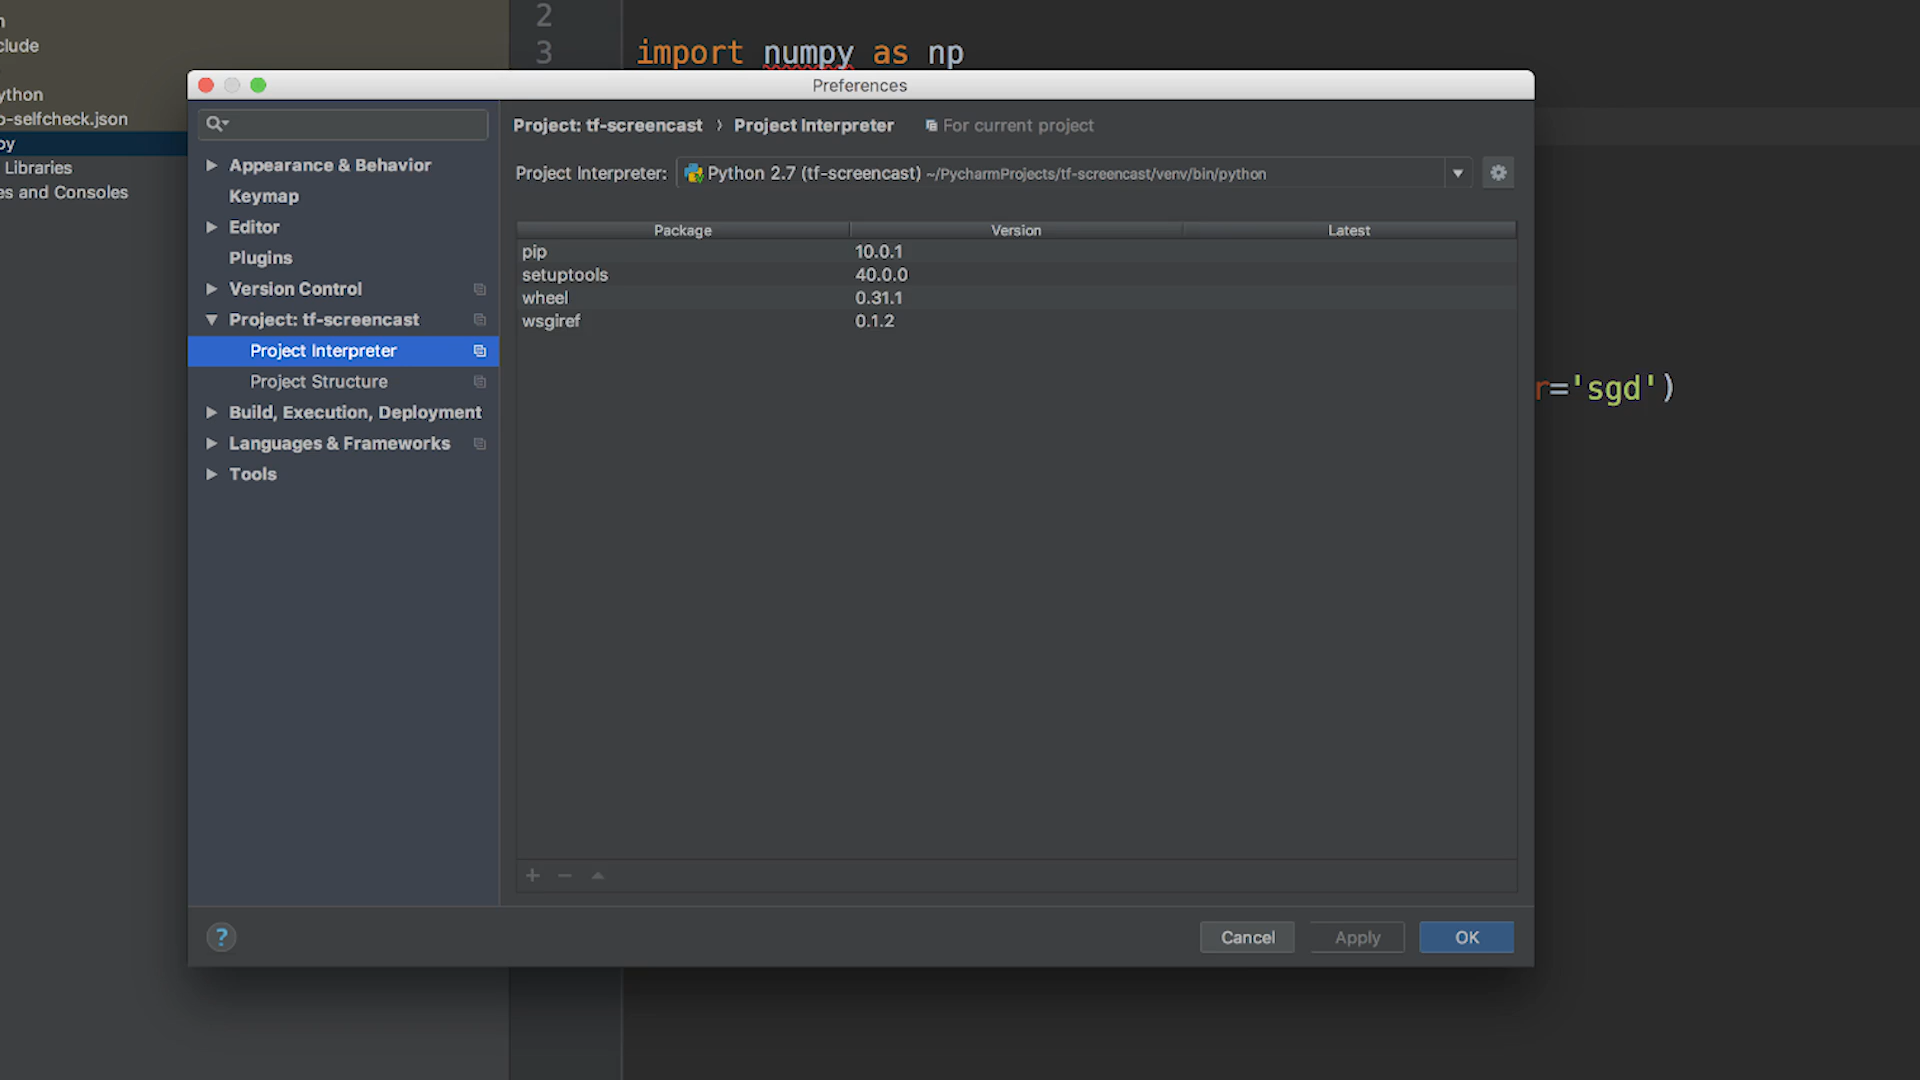 2
3 import numpy as np
clude
ython
o-selfcheck.json
py
Libraries
es and Consoles
Preferences
Appearance & Behavior
Keymap
Editor
Plugins
Version Control
Project: tf-screencast
Project Interpreter
Project Structure
Build, Execution, Deployment
Languages & Frameworks
Tools
Project: tf-screencast › Project Interpreter For current project
Project Interpreter: Python 2.7 (tf-screencast) ~/PycharmProjects/tf-screencast/venv/bin/python
Package Version Latest
pip 10.0.1
setuptools 40.0.0
wheel 0.31.1
wsgiref 0.1.2
r='sgd')
? Cancel Apply OK